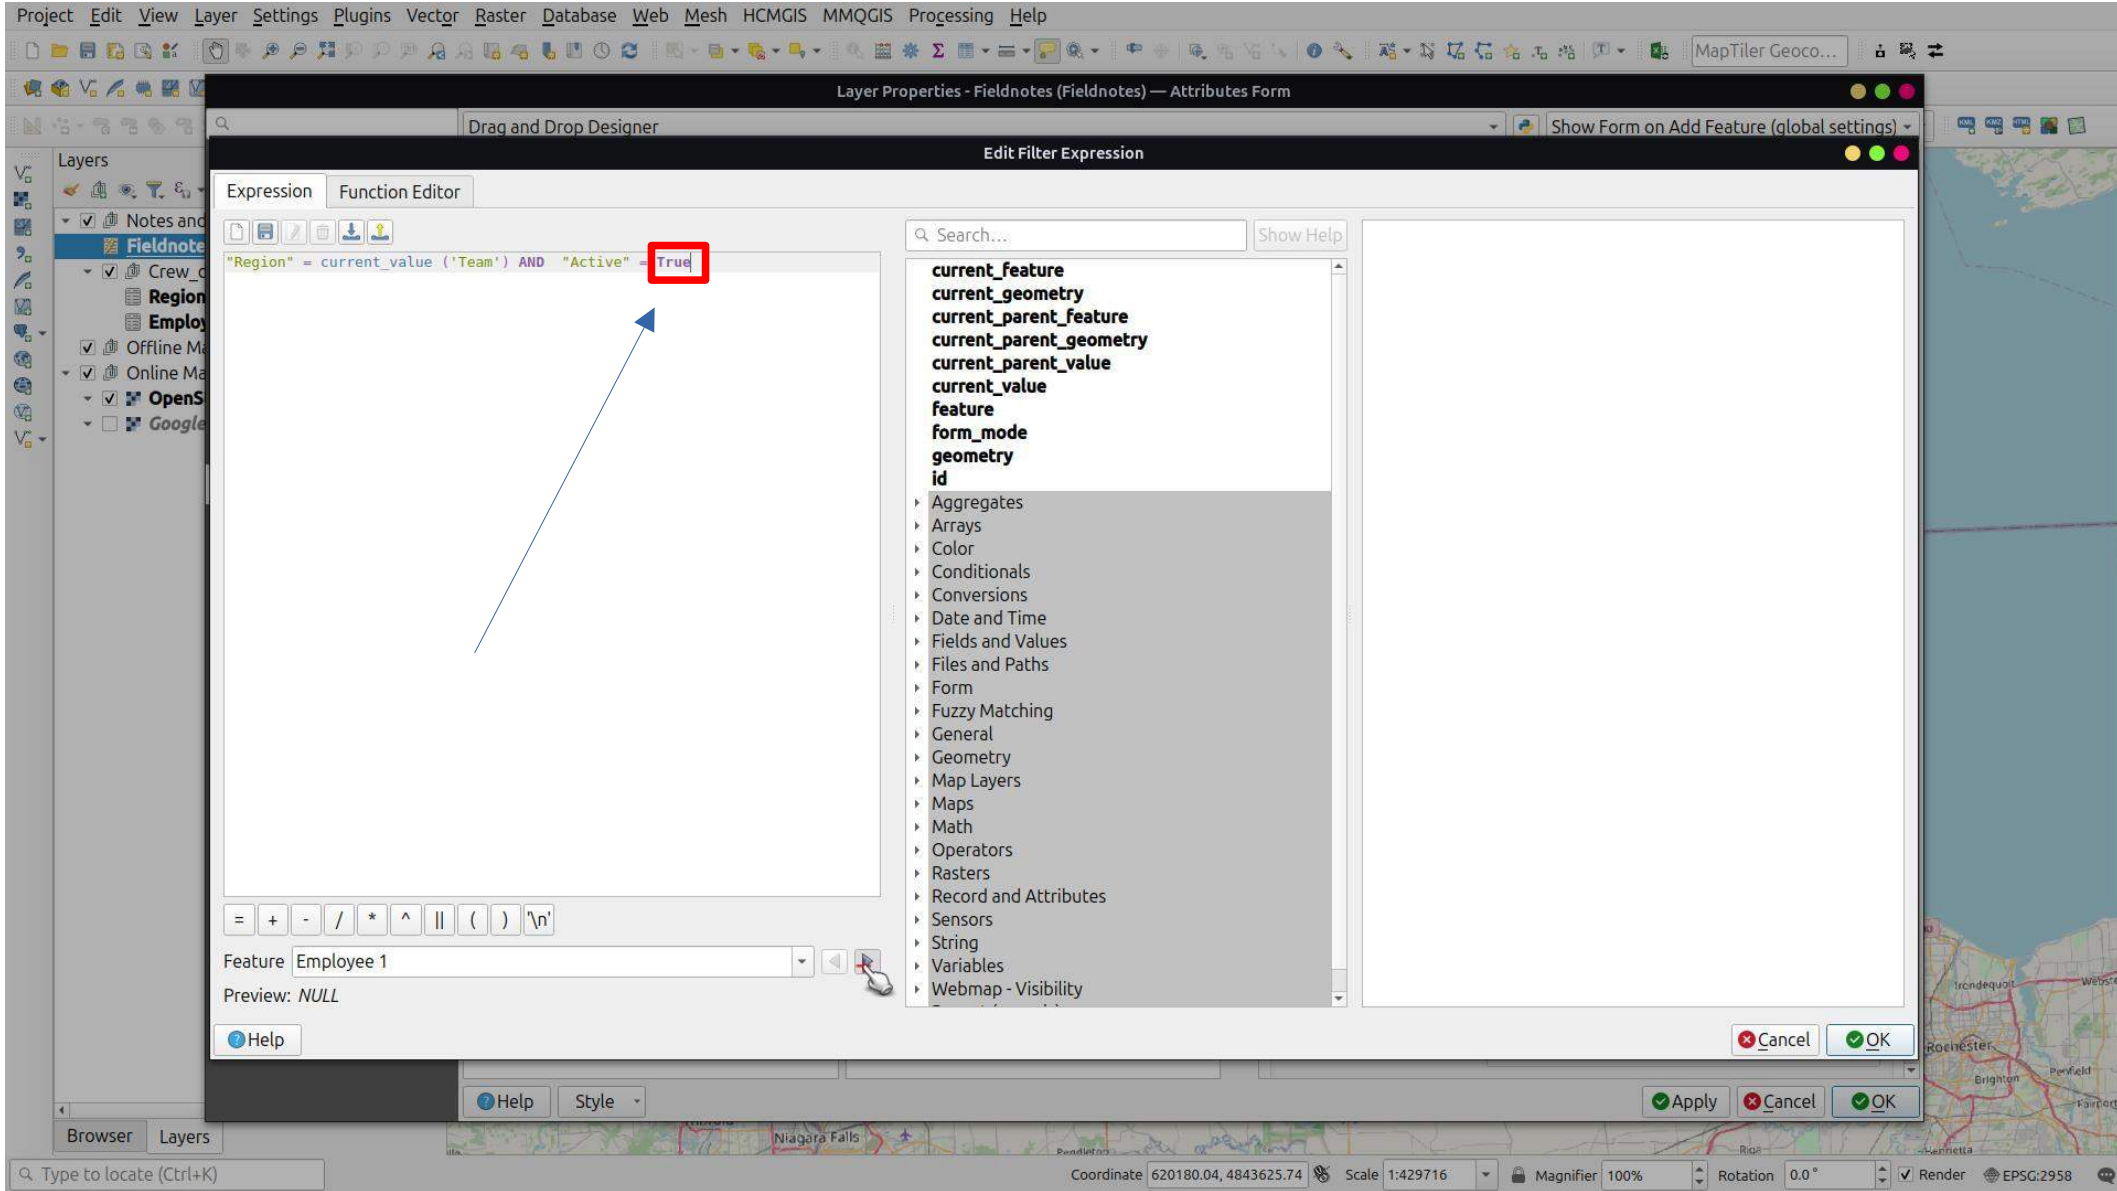 Project Edit View Layer Settings Plugins Vector Raster Database Web Mesh HCMGIS MMQGIS Processing Help
MapTiler Geoco...
Layer Properties - Fieldnotes (Fieldnotes) — Attributes Form
Drag and Drop Designer
Show Form on Add Feature (global settings)
Edit Filter Expression
Layers
Notes and
Fieldnote
Crew_
Region
Employ
Offline Ma
Online Ma
OpenS
Google
Expression Function Editor
Search...
Show Help
"Region" = current_value ('Team') AND "Active" = True
current_feature
current_geometry
current_parent_feature
current_parent_geometry
current_parent_value
current_value
feature
form_mode
geometry
id
Aggregates
Arrays
Color
Conditionals
Conversions
Date and Time
Fields and Values
Files and Paths
Form
Fuzzy Matching
General
Geometry
Map Layers
Maps
Math
Operators
Rasters
Record and Attributes
Sensors
String
Variables
Webmap - Visibility
= + - / * ^ || ( ) '\n'
Feature Employee 1
Preview: NULL
Help
Cancel OK
Help Style
Apply Cancel OK
Browser Layers
Niagara Falls
Irondequoit
Webste
Rochester
Brighton
Penfield
Fairport
Type to locate (Ctrl+K)
Coordinate 620180.04, 4843625.74 Scale 1:429716 Magnifier 100% Rotation 0.0 ° Render EPSG:2958